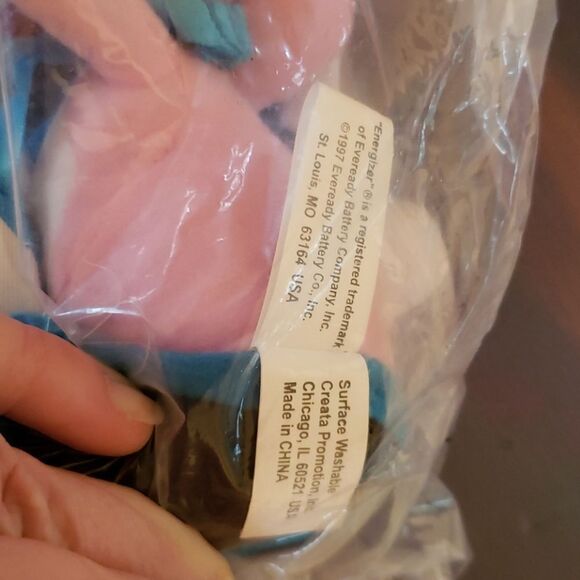 "Energizer"® is a registered trademark
of Eveready Battery Company, Inc.
©1997 Eveready Battery Co., Inc.
St. Louis, MO 63164 USA
Surface Washable
Creata Promotion, Inc
Chicago, IL 60521 USA
Made in CHINA